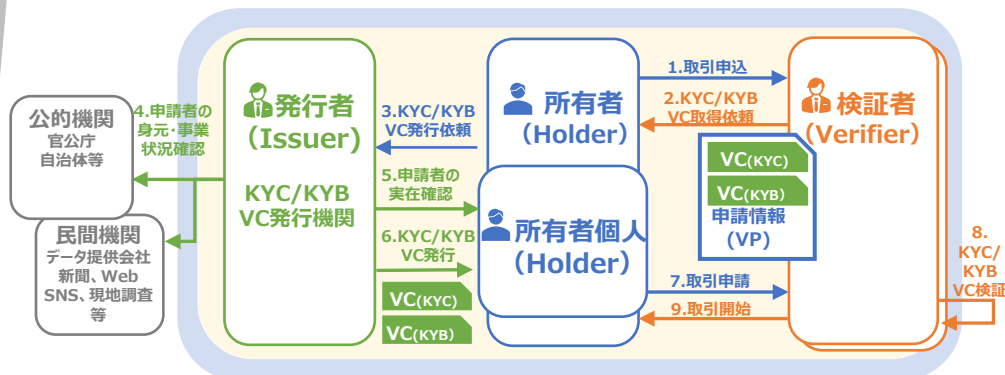 公的機関
官公庁
自治体等
民間機関
データ提供会社
新聞、Web
SNS、現地調査
等
4.申請者の
身元・事業
状況確認
発行者
(Issuer)
KYC/KYB
VC発行機関
3.KYC/KYB
VC発行依頼
5.申請者の
実在確認
6.KYC/KYB
VC発行
VC(KYC)
VC(KYB)
所有者
(Holder)
所有者個人
(Holder)
1.取引申込
2.KYC/KYB
VC取得依頼
検証者
(Verifier)
VC(KYC)
VC(KYB)
申請情報
(VP)
7.取引申請
9.取引開始
8.
KYC/
KYB
VC検証